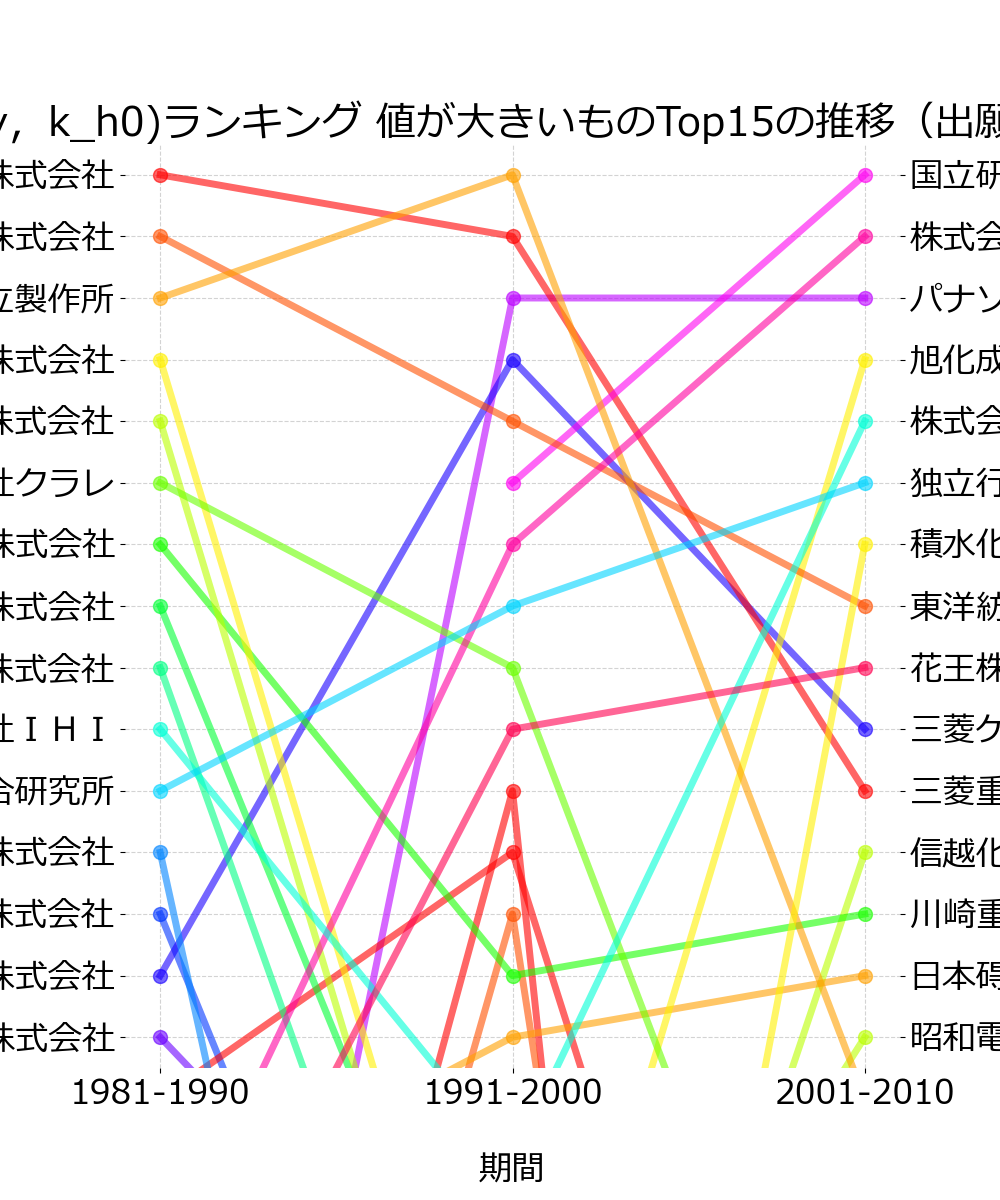 y, k_h0)ランキング 値が大きいものTop15の推移（出願
株式会社
株式会社
立製作所
株式会社
株式会社
社クラレ
株式会社
株式会社
株式会社
社ＩＨＩ
合研究所
株式会社
株式会社
株式会社
株式会社
国立研
株式会
パナソ
旭化成
株式会
独立行
積水化
東洋紡
花王株
三菱ケ
三菱重
信越化
川崎重
日本碍
昭和電
1981-1990 1991-2000 2001-2010
期間